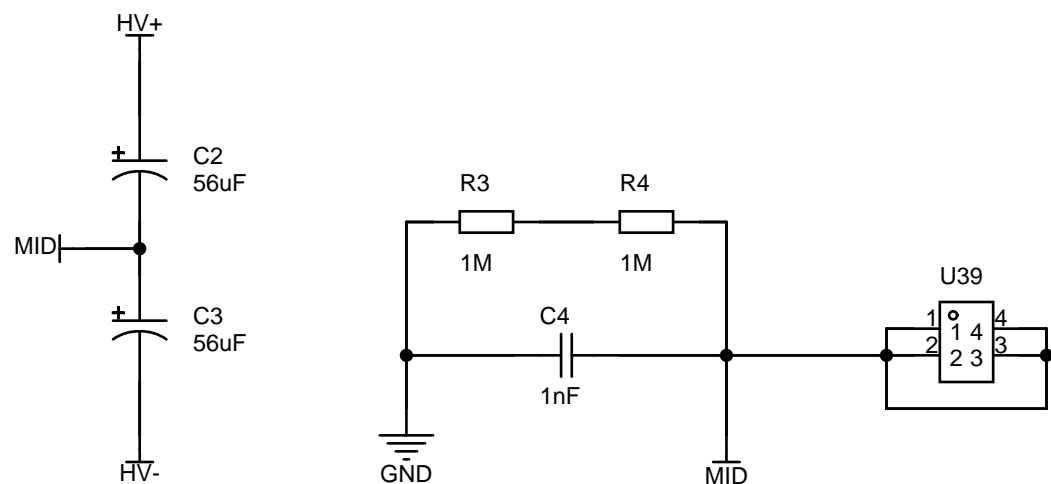 HV+
C2
56uF
MID
C3
56uF
HV-
R3
R4
1M
1M
C4
1nF
GND
MID
U39
1
1 4
4
2
2 3
3